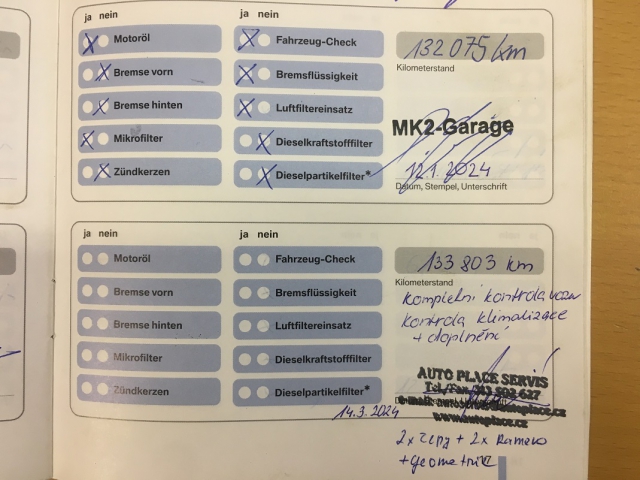 ja nein
ja nein
Motoröl
Fahrzeug-Check
132 075 km
Kilometerstand
Bremse vorn
Bremsflüssigkeit
Bremse hinten
Luftfiltereinsatz
MK2-Garage
Mikrofilter
Dieselkraftstofffilter
12.1.2024
Zündkerzen
Dieselpartikelfilter*
Datum, Stempel, Unterschrift
ja nein
ja nein
Motoröl
Fahrzeug-Check
133 803 km
Kilometerstand
Bremse vorn
Bremsflüssigkeit
Kompletní kontrola vozu
Bremse hinten
Luftfiltereinsatz
Kontrola klimatizace
+ doplnění
Mikrofilter
Dieselkraftstofffilter
AUTO PLACE SERVIS
Tel./Fax
627
Zündkerzen
Dieselpartikelfilter*
www.autoplace.cz
14.3.2024
2x čepy + 2x rameno
+ geometrie